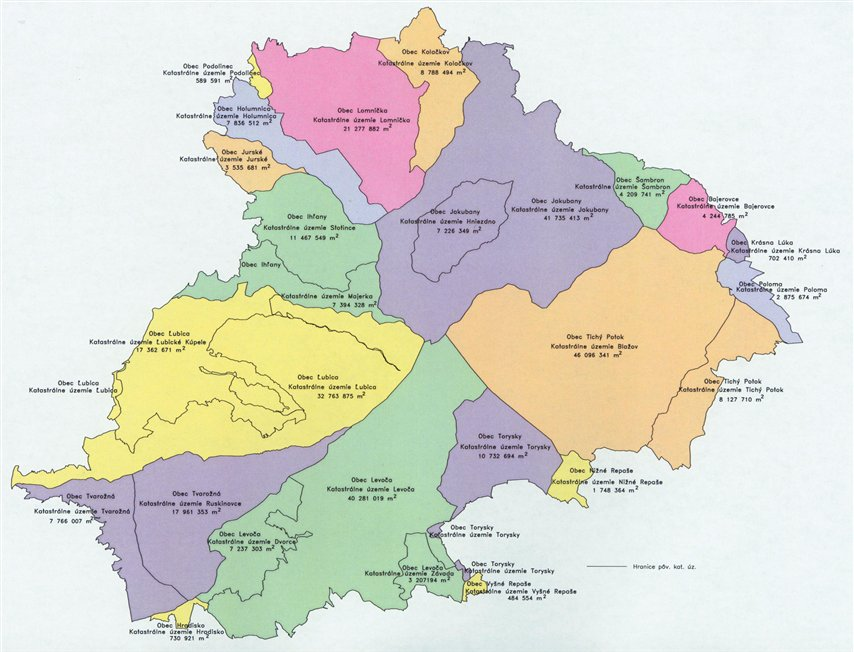 Obec Kolačkov
Katastrálne územie Kolačkov
8 788 494 m²
Obec Podolínec
Katastrálne územie Podolínec
589 591 m²
Obec Holumnica
Katastrálne územie Holumnica
7 836 512 m²
Obec Lomnička
Katastrálne územie Lomnička
21 277 882 m²
Obec Jurské
Katastrálne územie Jurské
3 535 681 m²
Obec Ihľany
Katastrálne územie Stotince
11 467 549 m²
Obec Jakubany
Katastrálne územie Hniezdno
7 226 349 m²
Obec Jakubany
Katastrálne územie Jakubany
41 735 413 m²
Obec Šambron
Katastrálne územie Šambron
4 209 741 m²
Obec Bajerovce
Katastrálne územie Bajerovce
4 244 785 m²
Obec Krásna Lúka
Katastrálne územie Krásna Lúka
702 410 m²
Obec Ihľany
Katastrálne územie Majerka
7 394 328 m²
Obec Poloma
Katastrálne územie Poloma
2 875 674 m²
Obec Ľubica
Katastrálne územie Ľubické Kúpele
17 362 671 m²
Obec Tichý Potok
Katastrálne územie Blažov
46 096 341 m²
Obec Ľubica
Katastrálne územie Ľubica
Obec Ľubica
Katastrálne územie Ľubica
32 763 875 m²
Obec Tichý Potok
Katastrálne územie Tichý Potok
8 127 710 m²
Obec Torysky
Katastrálne územie Torysky
10 732 694 m²
Obec Nižné Repaše
Katastrálne územie Nižné Repaše
1 748 364 m²
Obec Tvarožná
Katastrálne územie Tvarožná
7 766 007 m²
Obec Tvarožná
Katastrálne územie Ruskinovce
17 961 353 m²
Obec Levoča
Katastrálne územie Levoča
40 281 019 m²
Obec Levoča
Katastrálne územie Dvorce
7 237 303 m²
Obec Torysky
Katastrálne územie Torysky
Obec Levoča
Katastrálne územie Závada
3 207194 m²
Obec Torysky
Katastrálne územie Torysky
Obec Vyšné Repaše
Katastrálne územie Vyšné Repaše
484 554 m²
Hranice pôv. kat. úz.
Obec Hradisko
Katastrálne územie Hradisko
730 921 m²